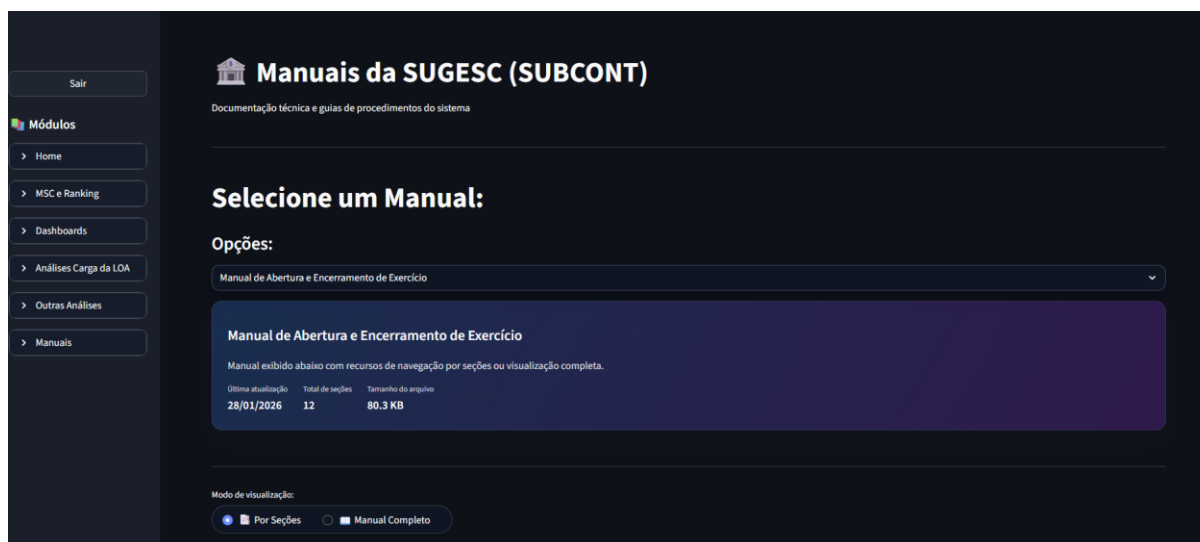 Sair
Módulos
Home
MSC e Ranking
Dashboards
Análises Carga da LOA
Outras Análises
Manuais
Manuais da SUGESC (SUBCONT)
Documentação técnica e guias de procedimentos do sistema
Selecione um Manual:
Opções:
Manual de Abertura e Encerramento de Exercício
Manual de Abertura e Encerramento de Exercício
Manual exibido abaixo com recursos de navegação por seções ou visualização completa.
Última atualização Total de seções Tamanho do arquivo
28/01/2026 12 80.3 KB
Modo de visualização:
Por Seções Manual Completo